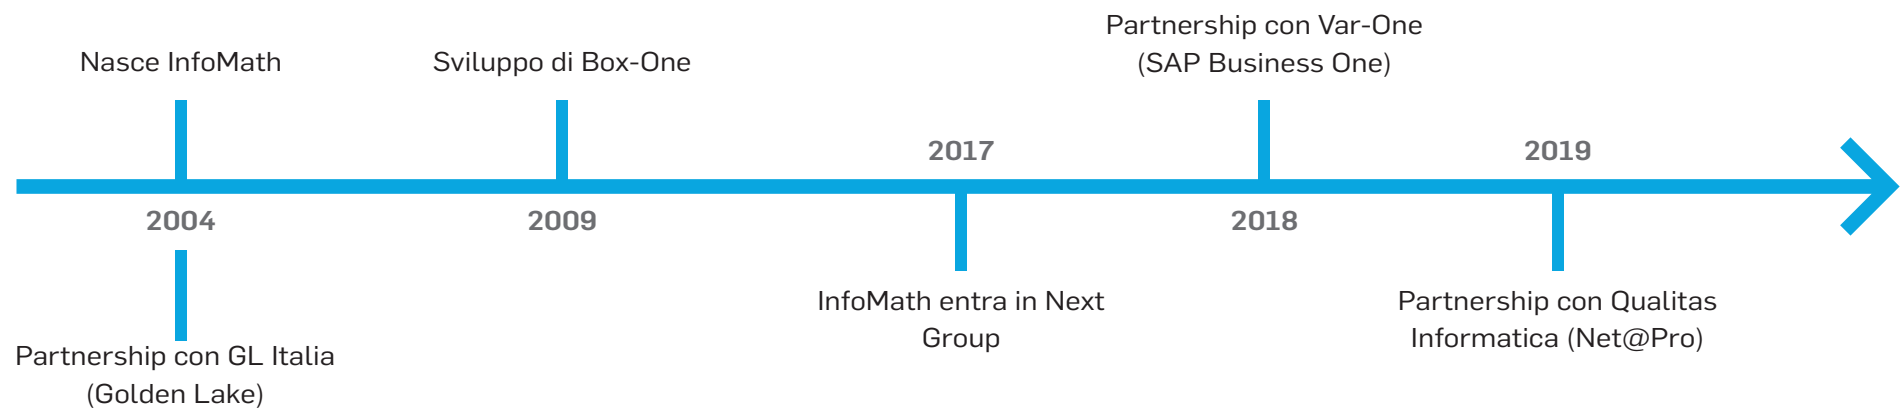 Nasce InfoMath
2004
Partnership con GL Italia
(Golden Lake)
Sviluppo di Box-One
2009
2017
InfoMath entra in Next
Group
Partnership con Var-One
(SAP Business One)
2018
2019
Partnership con Qualitas
Informatica (Net@Pro)